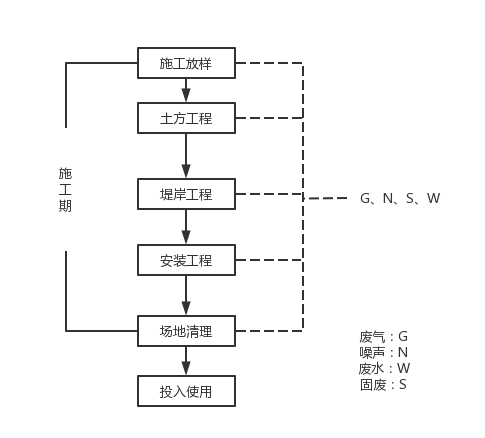 施工放样
土方工程
施工期
堤岸工程
G、N、S、W
安装工程
场地清理
废气：G
噪声：N
废水：W
固废：S
投入使用